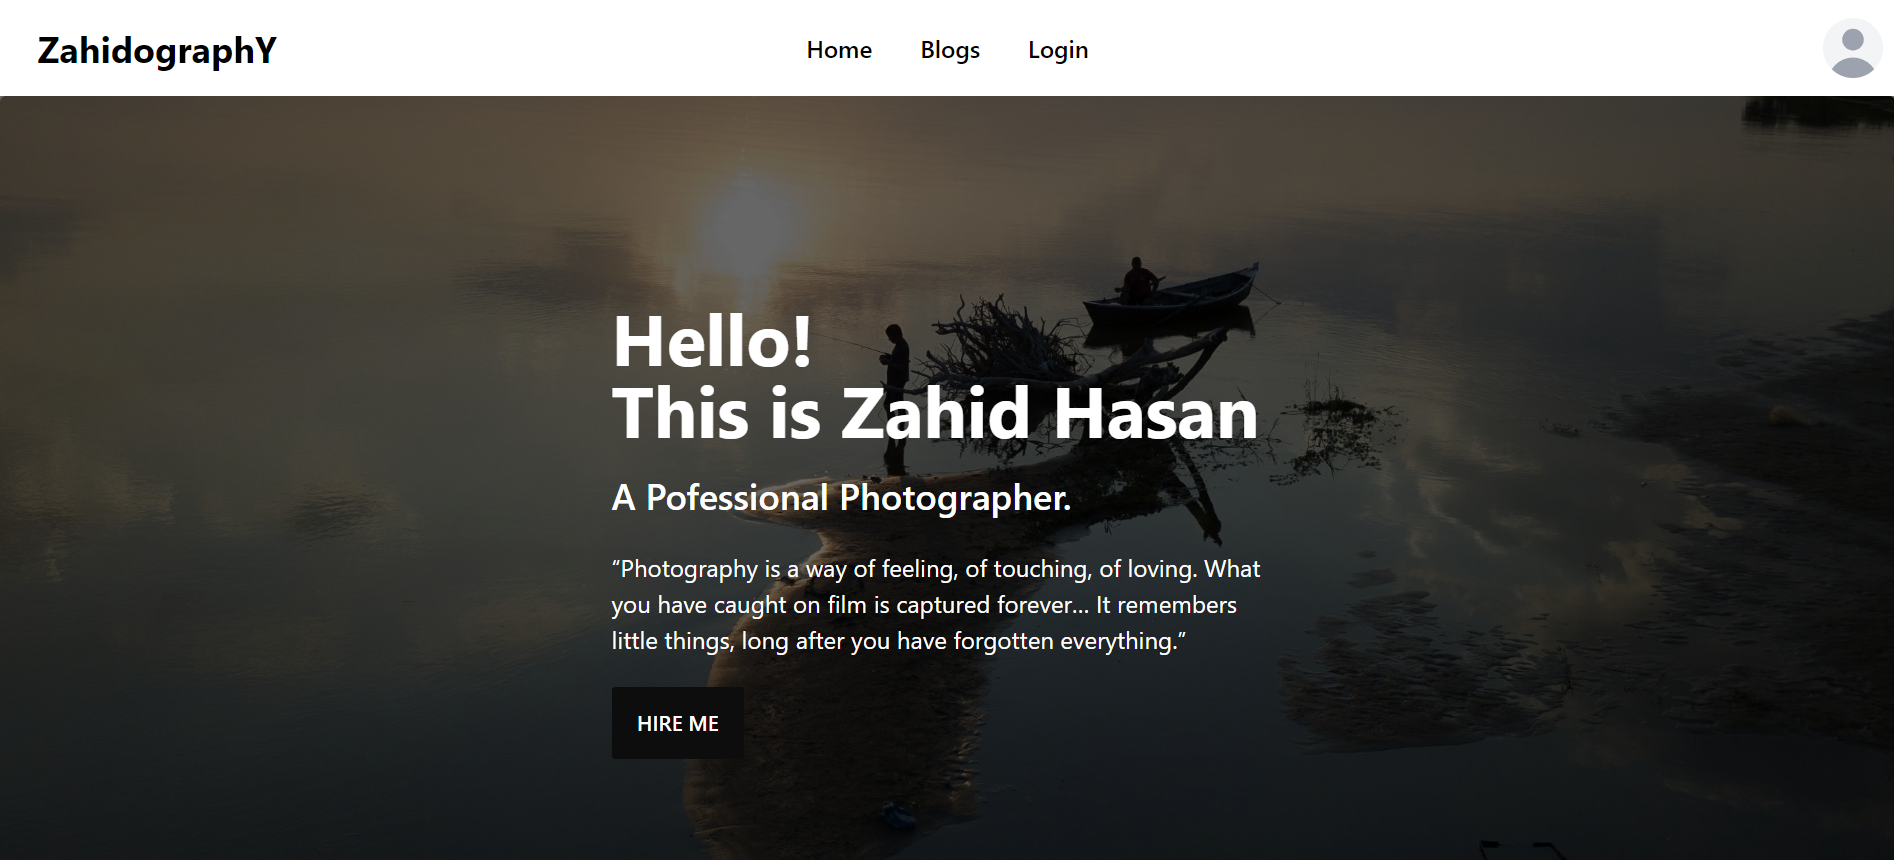 ZahidographY
Home Blogs Login
Hello!
This is Zahid Hasan
A Pofessional Photographer.
“Photography is a way of feeling, of touching, of loving. What
you have caught on film is captured forever... It remembers
little things, long after you have forgotten everything.”
HIRE ME